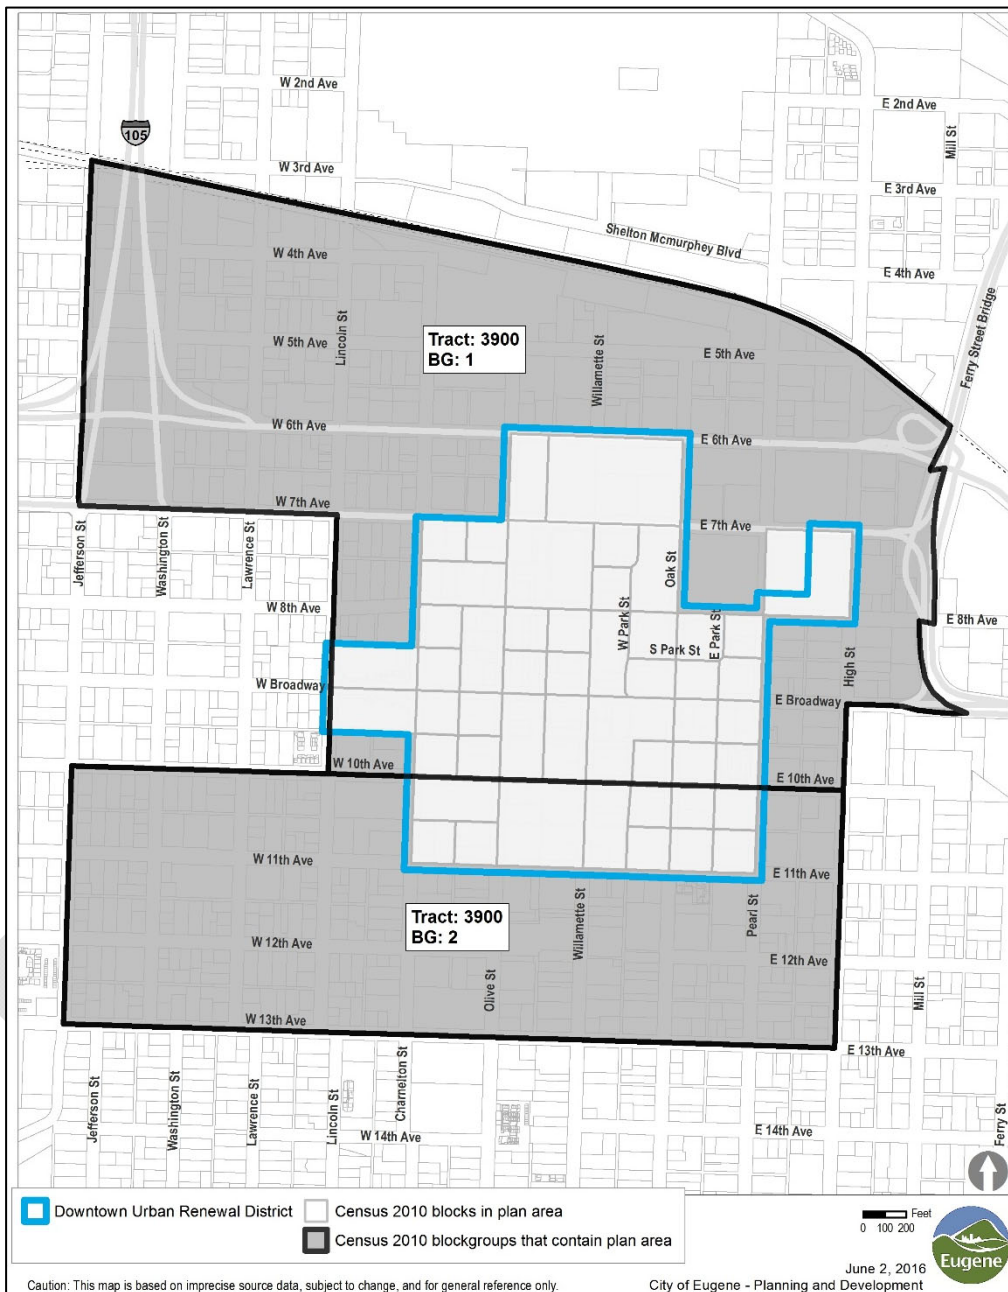 W 2nd Ave
E 2nd Ave
Mill St
105
W 3rd Ave
E 3rd Ave
Shelton Mcmurphey Blvd
W 4th Ave
E 4th Ave
Ferry Street Bridge
Lincoln St
W 5th Ave
Tract: 3900
BG: 1
Willamette St
E 5th Ave
W 6th Ave
E 6th Ave
W 7th Ave
E 7th Ave
Jefferson St
Washington St
Lawrence St
Oak St
W 8th Ave
W Park St
E Park St
S Park St
E 8th Ave
High St
W Broadway
E Broadway
W 10th Ave
E 10th Ave
W 11th Ave
E 11th Ave
Tract: 3900
BG: 2
Willamette St
Pearl St
W 12th Ave
E 12th Ave
Olive St
Mill St
W 13th Ave
E 13th Ave
Jefferson St
Washington St
Lawrence St
Lincoln St
Charnelton St
W 14th Ave
E 14th Ave
Ferry St
Downtown Urban Renewal District
Census 2010 blocks in plan area
Census 2010 blockgroups that contain plan area
Feet
0 100 200
Eugene
June 2, 2016
Caution: This map is based on imprecise source data, subject to change, and for general reference only.
City of Eugene - Planning and Development